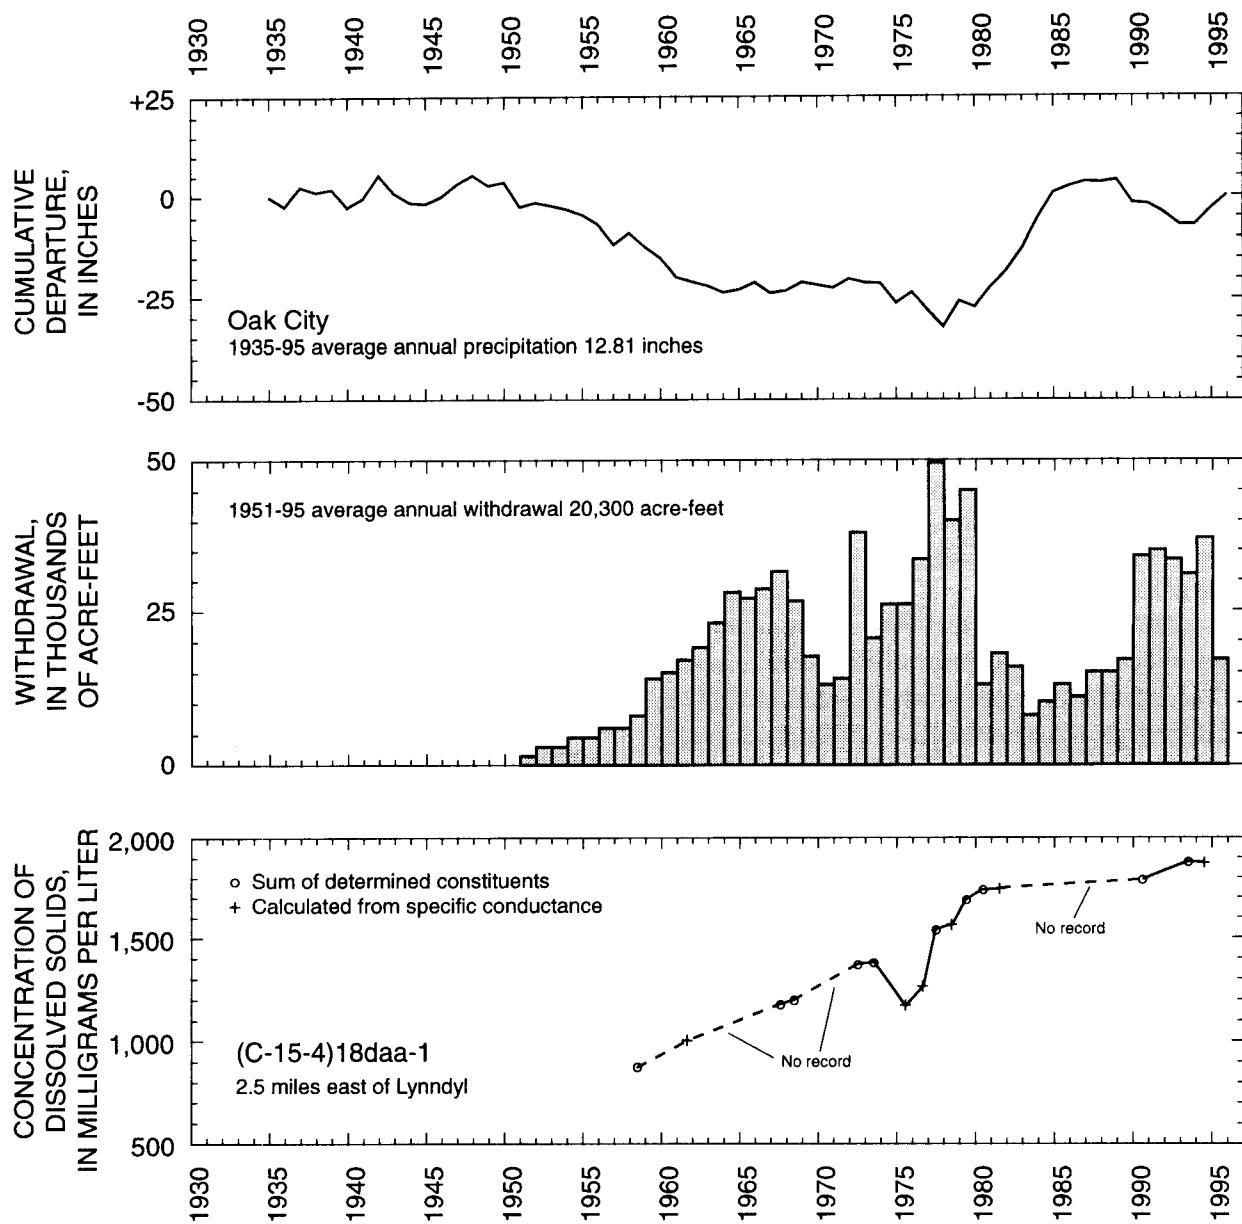 1930 1935 1940 1945 1950 1955 1960 1965 1970 1975 1980 1985 1990 1995
CUMULATIVE
DEPARTURE,
IN INCHES
+25
0
-25
-50
Oak City
1935-95 average annual precipitation 12.81 inches
WITHDRAWAL,
IN THOUSANDS
OF ACRE-FEET
50
25
0
1951-95 average annual withdrawal 20,300 acre-feet
CONCENTRATION OF
DISSOLVED SOLIDS,
IN MILLIGRAMS PER LITER
2,000
1,500
1,000
500
Sum of determined constituents
+ Calculated from specific conductance
No record
No record
(C-15-4)18daa-1
2.5 miles east of Lynndyl
1930 1935 1940 1945 1950 1955 1960 1965 1970 1975 1980 1985 1990 1995